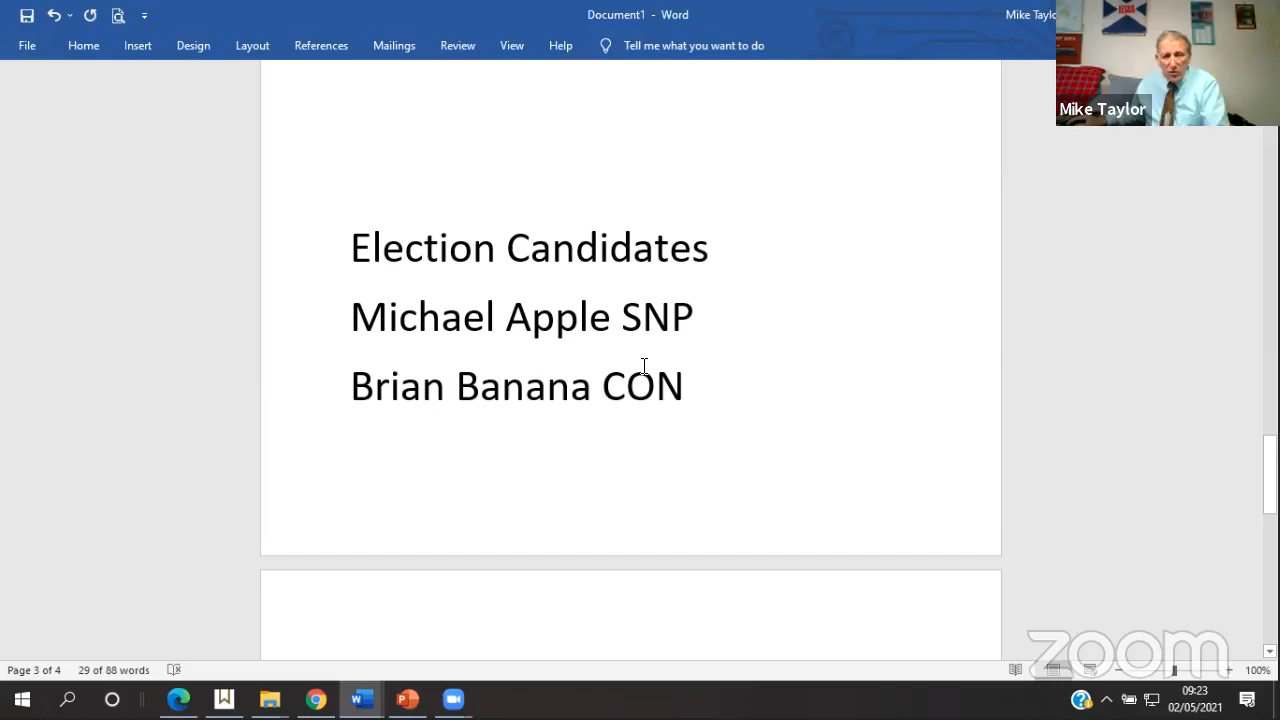 Document1 - Word
Mike Taylo
File Home Insert Design Layout References Mailings Review View Help Tell me what you want to do
JESUS
Mike Taylor
Election Candidates
Michael Apple SNP
Brian Banana CON
zoom
Page 3 of 4 29 of 88 words
100%
09:23
02/05/2021